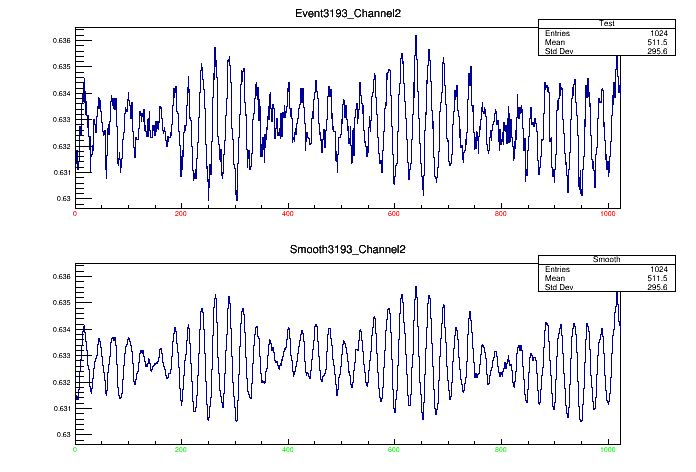 Event3193_Channel2
Test
Entries 1024
Mean 511.5
Std Dev 295.6
0.636
0.635
0.634
0.633
0.632
0.631
0.63
0 200 400 600 800 1000
Smooth3193_Channel2
Smooth
Entries 1024
Mean 511.5
Std Dev 295.6
0.636
0.635
0.634
0.633
0.632
0.631
0.63
0 200 400 600 800 1000